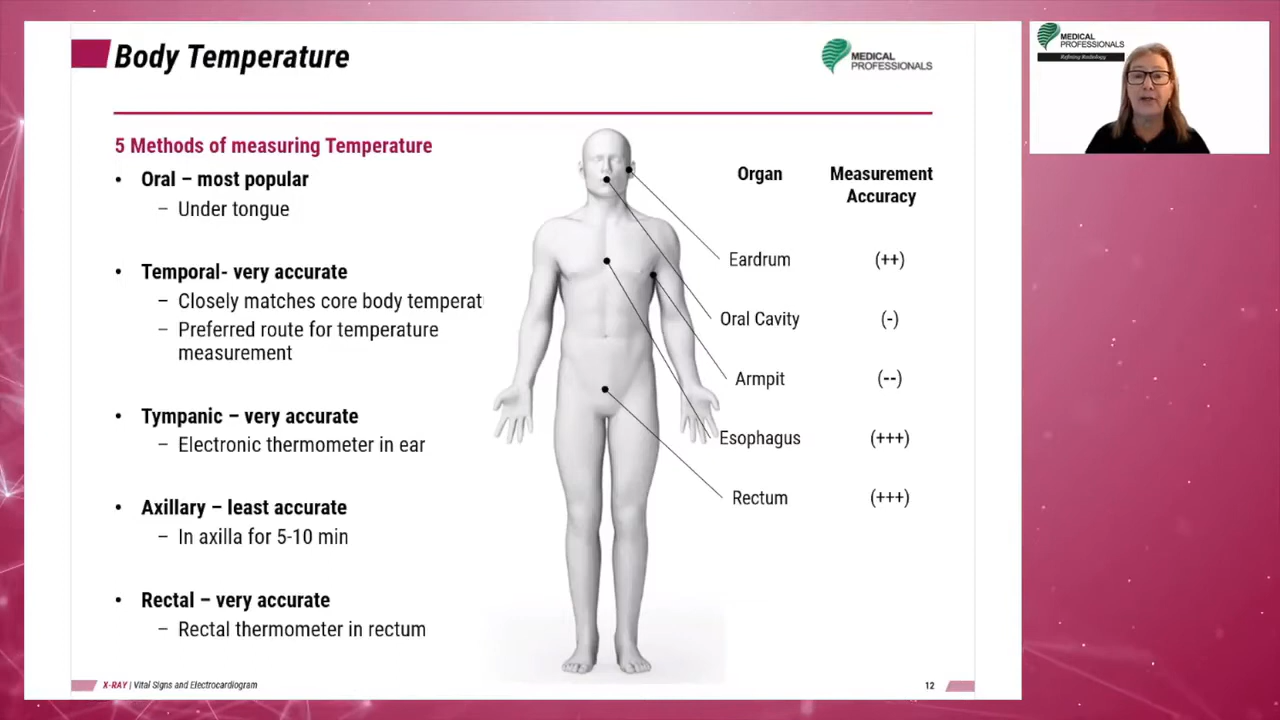 Body Temperature
MEDICAL
PROFESSIONALS
5 Methods of measuring Temperature
• Oral – most popular
– Under tongue
• Temporal- very accurate
– Closely matches core body temperat
– Preferred route for temperature
measurement
• Tympanic – very accurate
– Electronic thermometer in ear
• Axillary – least accurate
– In axilla for 5-10 min
• Rectal – very accurate
– Rectal thermometer in rectum
Organ Measurement
Accuracy
Eardrum (++)
Oral Cavity (-)
Armpit (--)
Esophagus (+++)
Rectum (+++)
X-RAY | Vital Signs and Electrocardiogram
12
MEDICAL
PROFESSIONALS
Refining Radiology